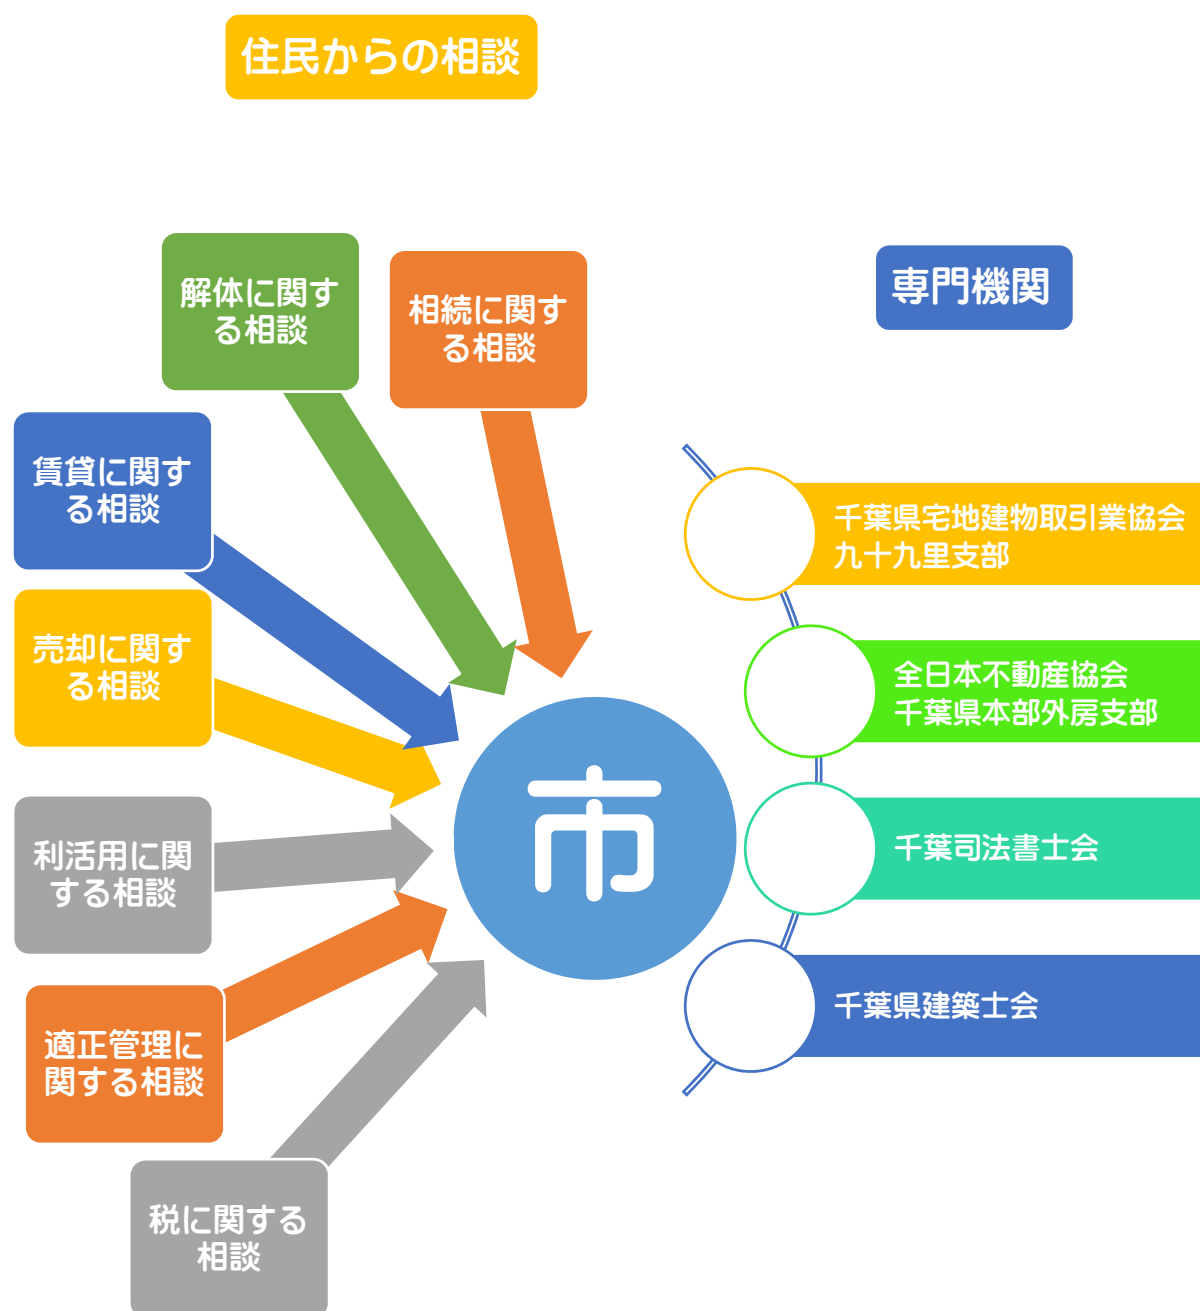 住民からの相談
専門機関
解体に関す
る相談
相続に関す
る相談
賃貸に関す
る相談
売却に関す
る相談
利活用に関
する相談
適正管理に
関する相談
税に関する
相談
市
千葉県宅地建物取引業協会
九十九里支部
全日本不動産協会
千葉県本部外房支部
千葉司法書士会
千葉県建築士会